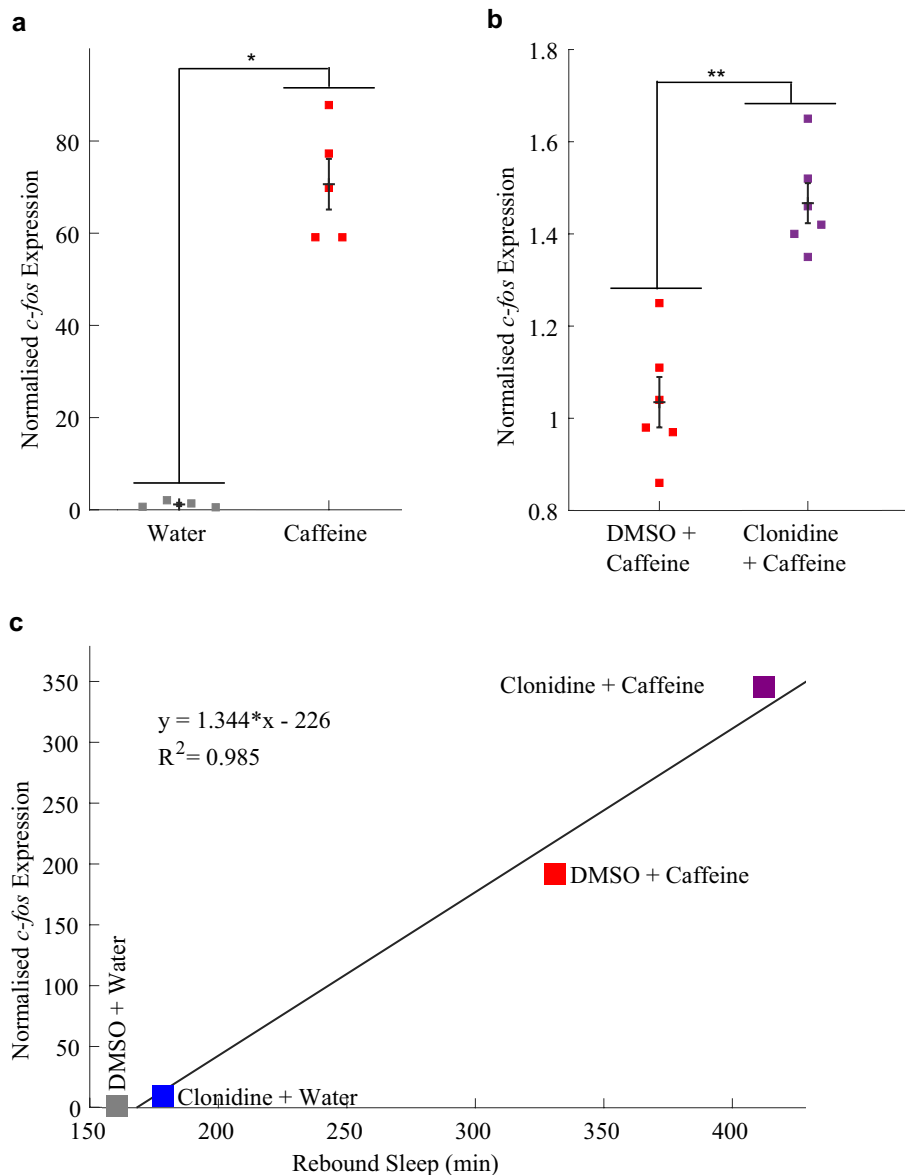 a
*
Normalised c-fos Expression
80
60
40
20
0
Water
Caffeine
b
**
Normalised c-fos Expression
1.8
1.6
1.4
1.2
1
0.8
DMSO +
Caffeine
Clonidine
+ Caffeine
c
Normalised c-fos Expression
350
300
250
200
150
100
50
0
y = 1.344*x - 226
R²= 0.985
Clonidine + Caffeine
DMSO + Caffeine
DMSO + Water
Clonidine + Water
150
200
250
300
350
400
Rebound Sleep (min)